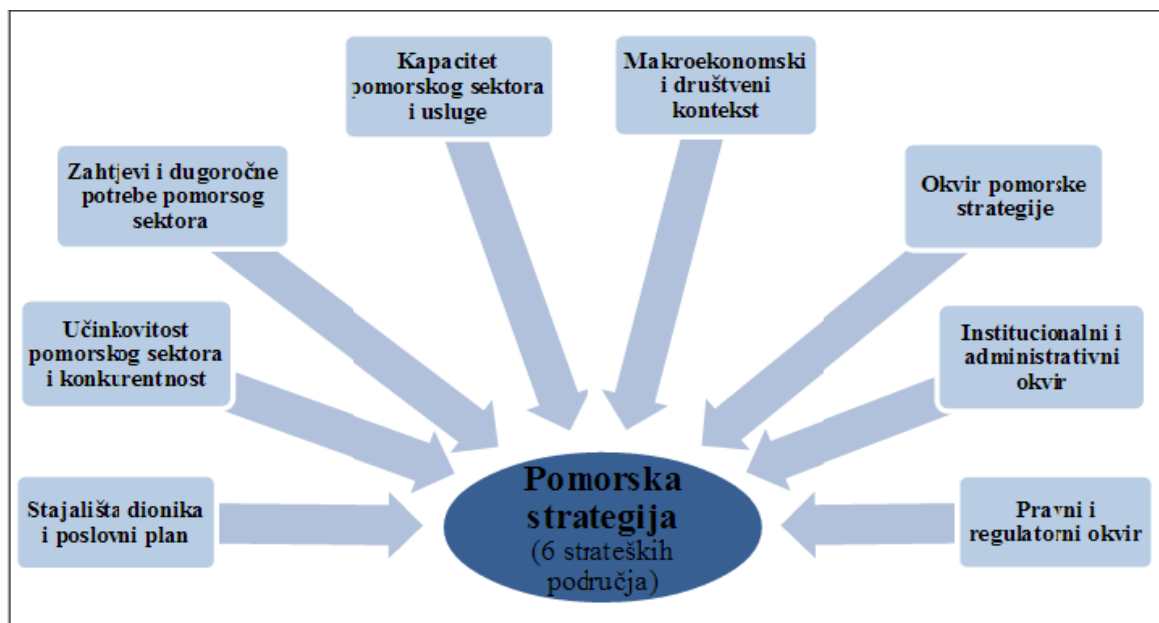 Kapacitet
pomorskog sektora
i usluge
Makroekonomski
i društveni
kontekst
Zahtjevi i dugoročne
potrebe pomorsog
sektora
Okvir pomorske
strategije
Učinkovitost
pomorskog sektora
i konkurentnost
Institucionalni i
administrativni
okvir
Stajališta dionika
i poslovni plan
Pomorska
strategija
(6 strateških
područja)
Pravni i
regulatorni okvir